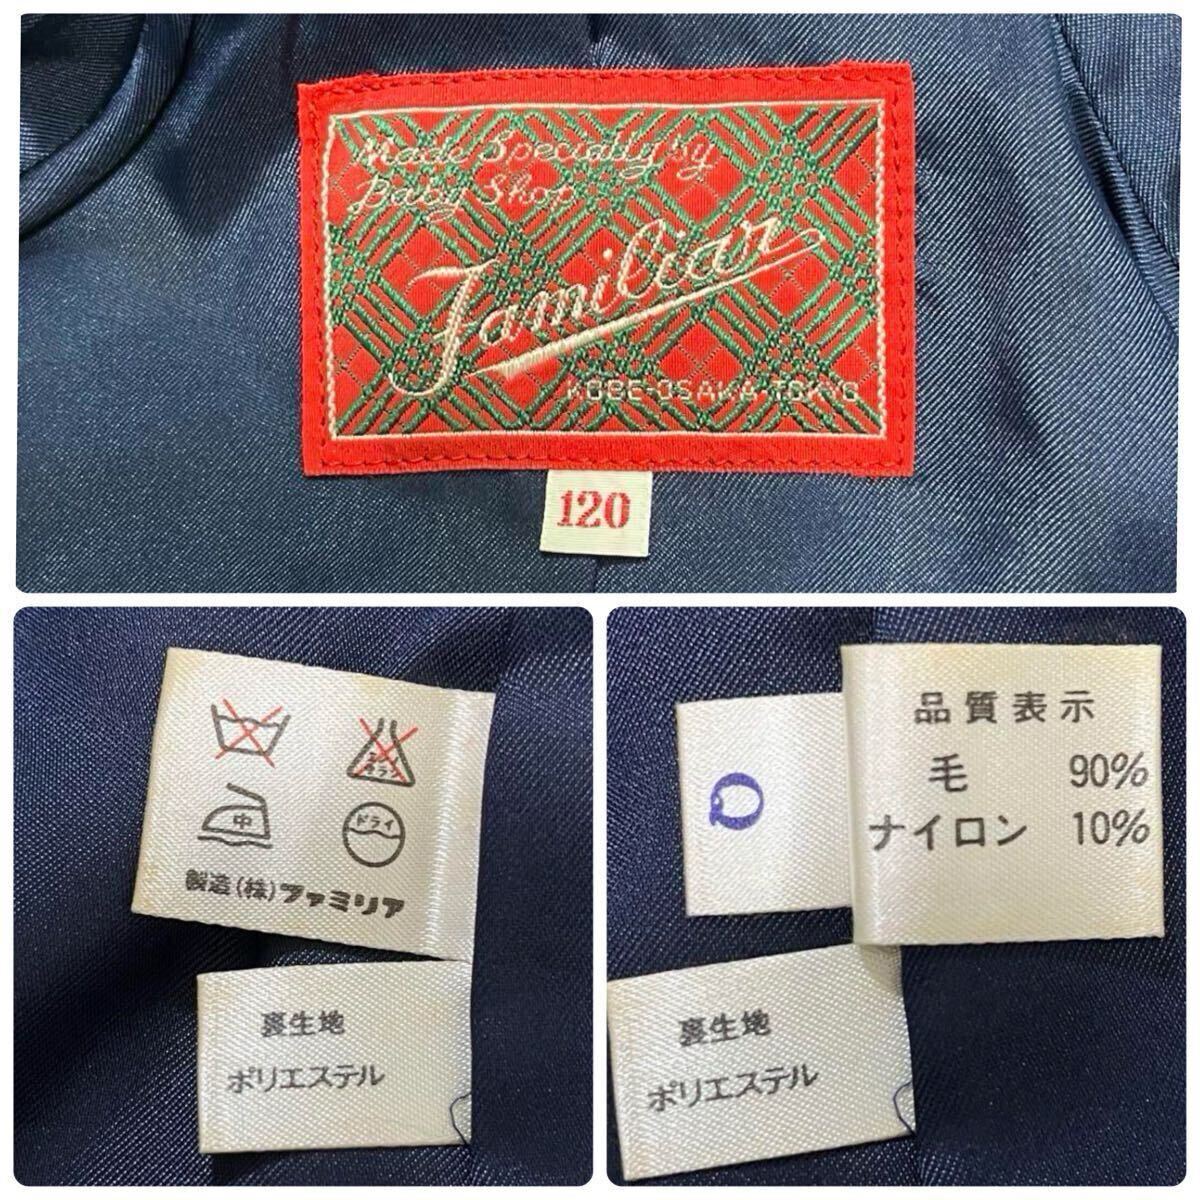 Made Specially by
Baby Shop
Familiar
KOBE-OSAKA-TOKYO
120
中
ドライ
製造(株)ファミリア
裏生地
ポリエステル
Q
品質表示
毛 90%
ナイロン 10%
裏生地
ポリエステル